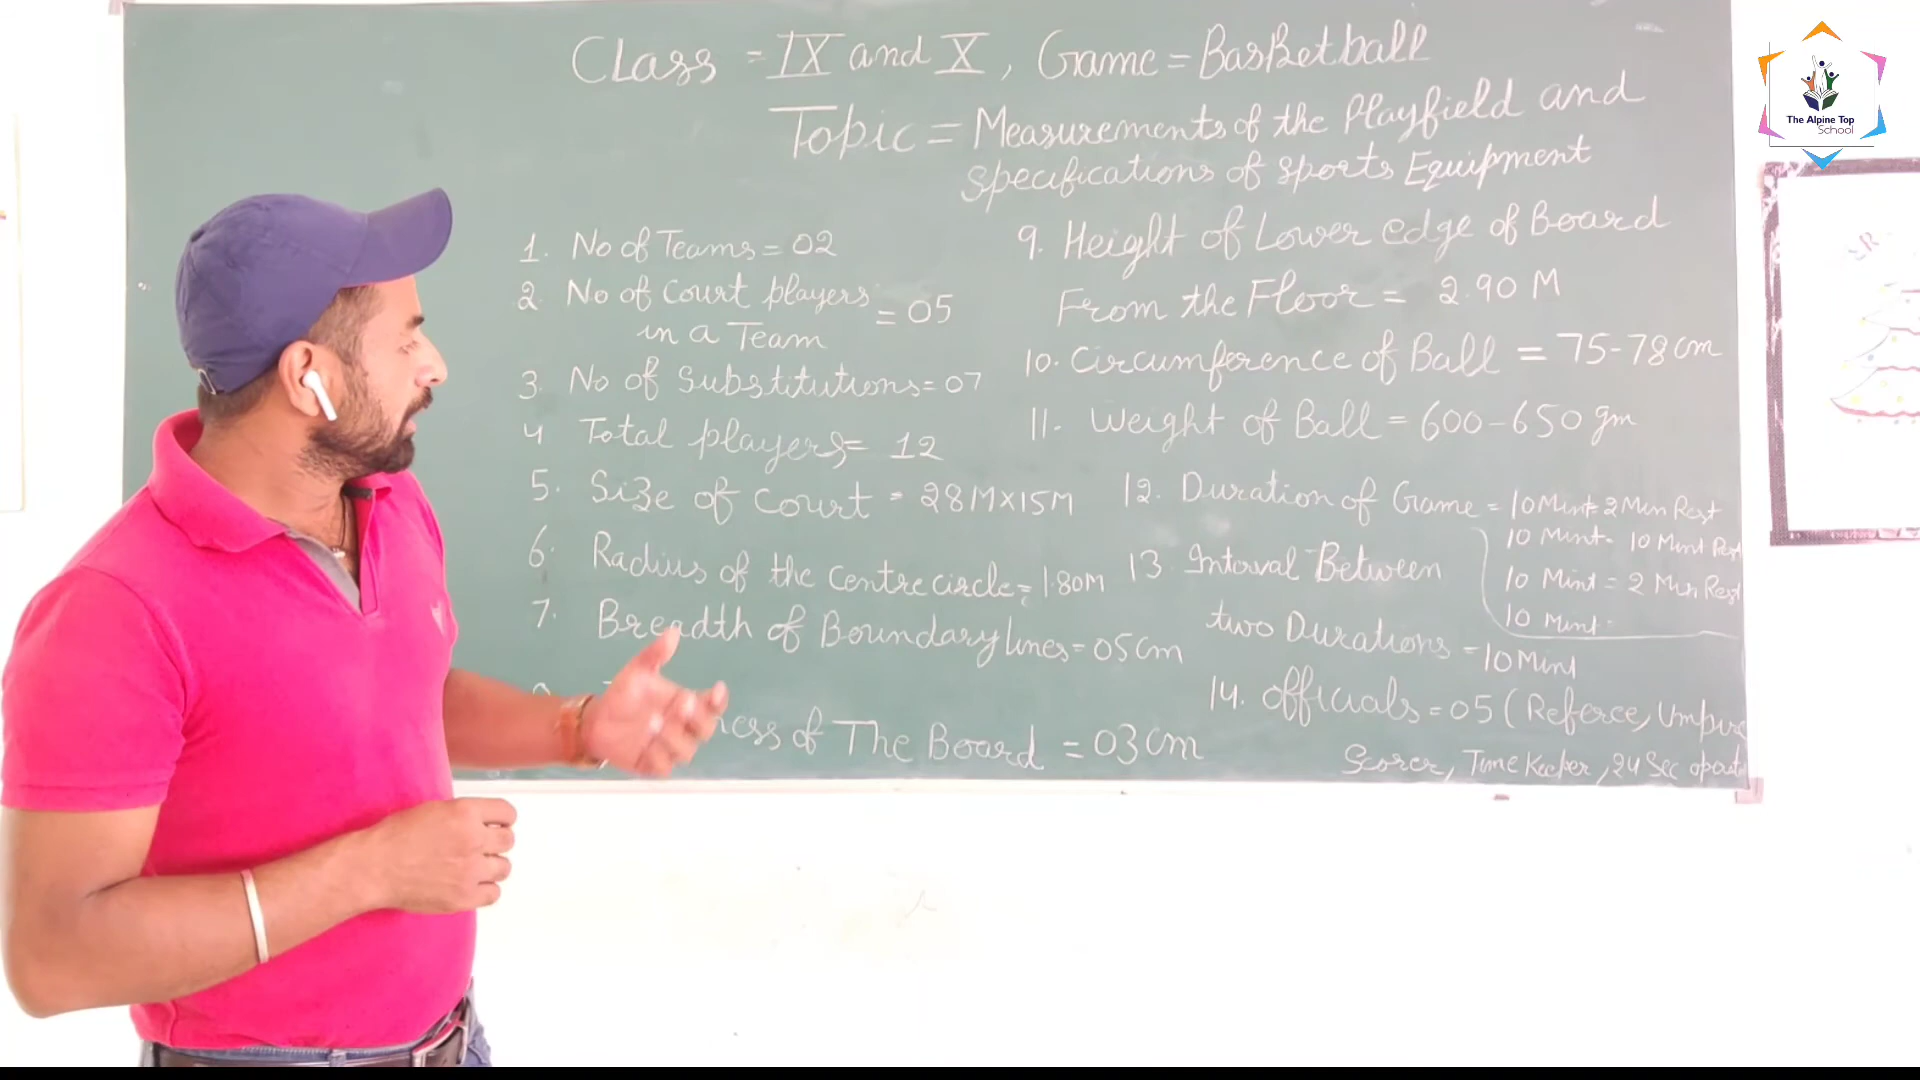 Class = IX and X, Game = Basketball
Topic = Measurements of the Playfield and
Specifications of Sports Equipment
1. No of Teams = 02
2 No of Court players = 05
in a Team
3. No of Substitutions = 07
4 Total players = 12
5. Size of Court = 28M×15M
6. Radius of the Centre circle = 1.80M
7. Breadth of Boundary lines = 05 cm
ness of The Board = 03 cm
9. Height of Lower edge of Board
From the Floor = 2.90 M
10. Circumference of Ball = 75-78 cm
11. Weight of Ball = 600-650 gm
12. Duration of Game = 10 Mint = 2 Min Rest
10 Mint - 10 Mint Rest
10 Mint = 2 Min Rest
10 Mint.
13. Interval Between
two Durations = 10 Mint
14. Officials = 05 (Referee, Umpire
Scorer, Time Keeper, 24 Sec
The Alpine Top
School